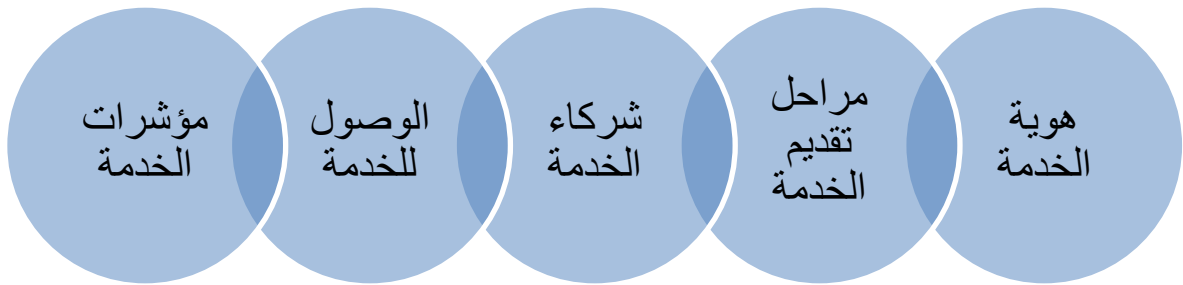 هوية
الخدمة
مراحل
تقديم
الخدمة
شركاء
الخدمة
الوصول
للخدمة
مؤشرات
الخدمة